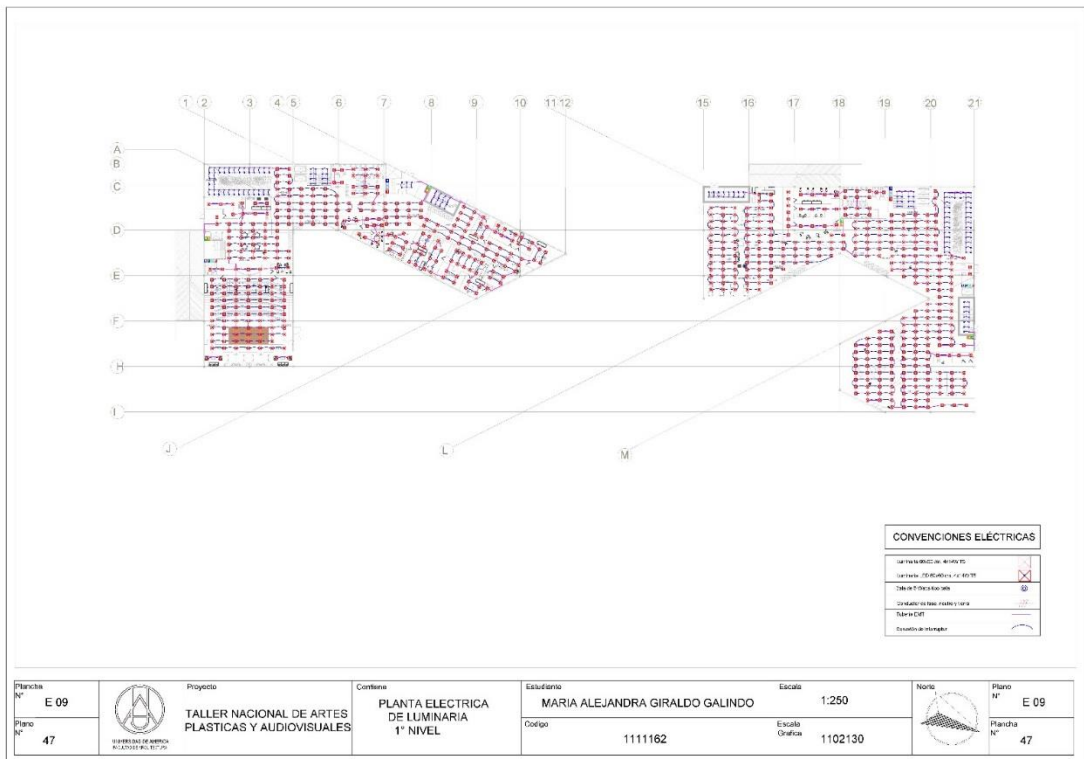 1 2 3 4 5 6 7 8 9 10 11 12 15 16 17 18 19 20 21
A
B
C
D
E
F
H
I
J L M
CONVENCIONES ELÉCTRICAS
Plancha N° E 09
Plano N° 47
UNIVERSIDAD DE AMERICA
Proyecto
TALLER NACIONAL DE ARTES
PLASTICAS Y AUDIOVISUALES
Contiene
PLANTA ELECTRICA
DE LUMINARIA
1° NIVEL
Estudiante
MARIA ALEJANDRA GIRALDO GALINDO
Codigo
1111162
Escala
1:250
Escala Grafica
1102130
Norte
Plano N° E 09
Plancha N° 47